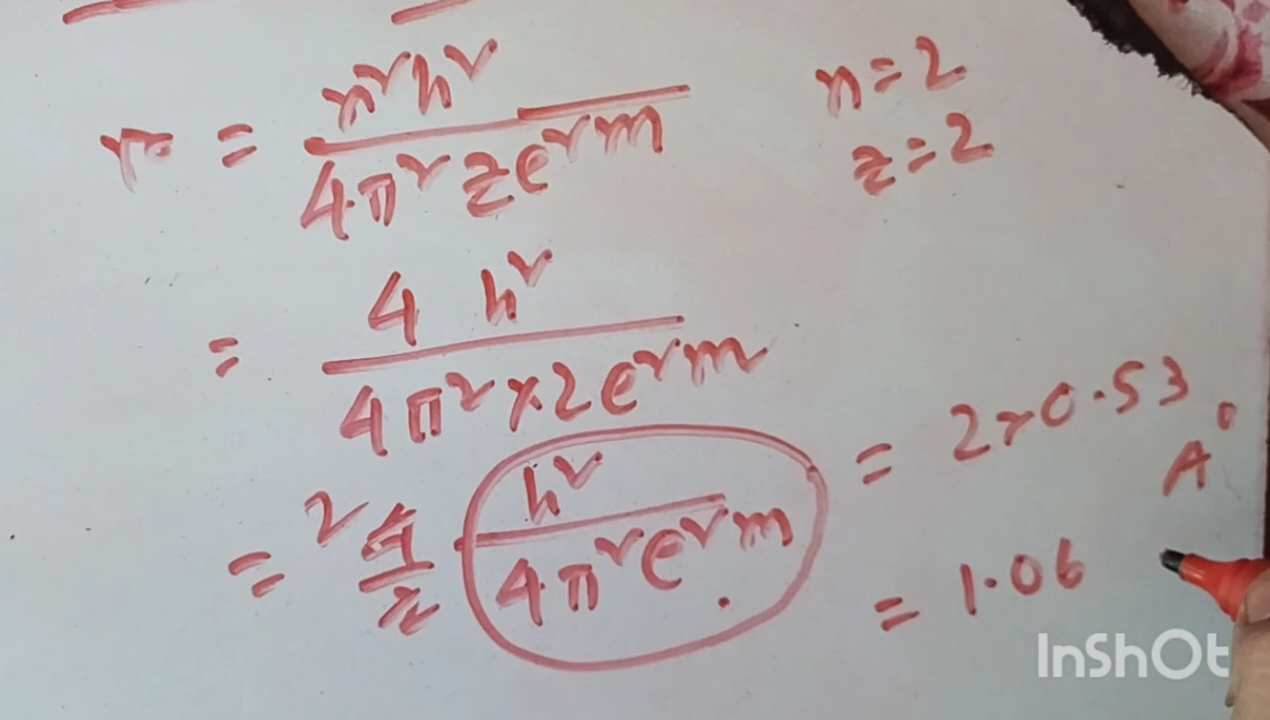 r = n²h² / 4π²ze²m
n=2
z=2
= 4 h² / 4π²×2e²m
= 2 4/2 h² / 4π²e²m
= 2×0.53 A°
= 1.06
InShOt